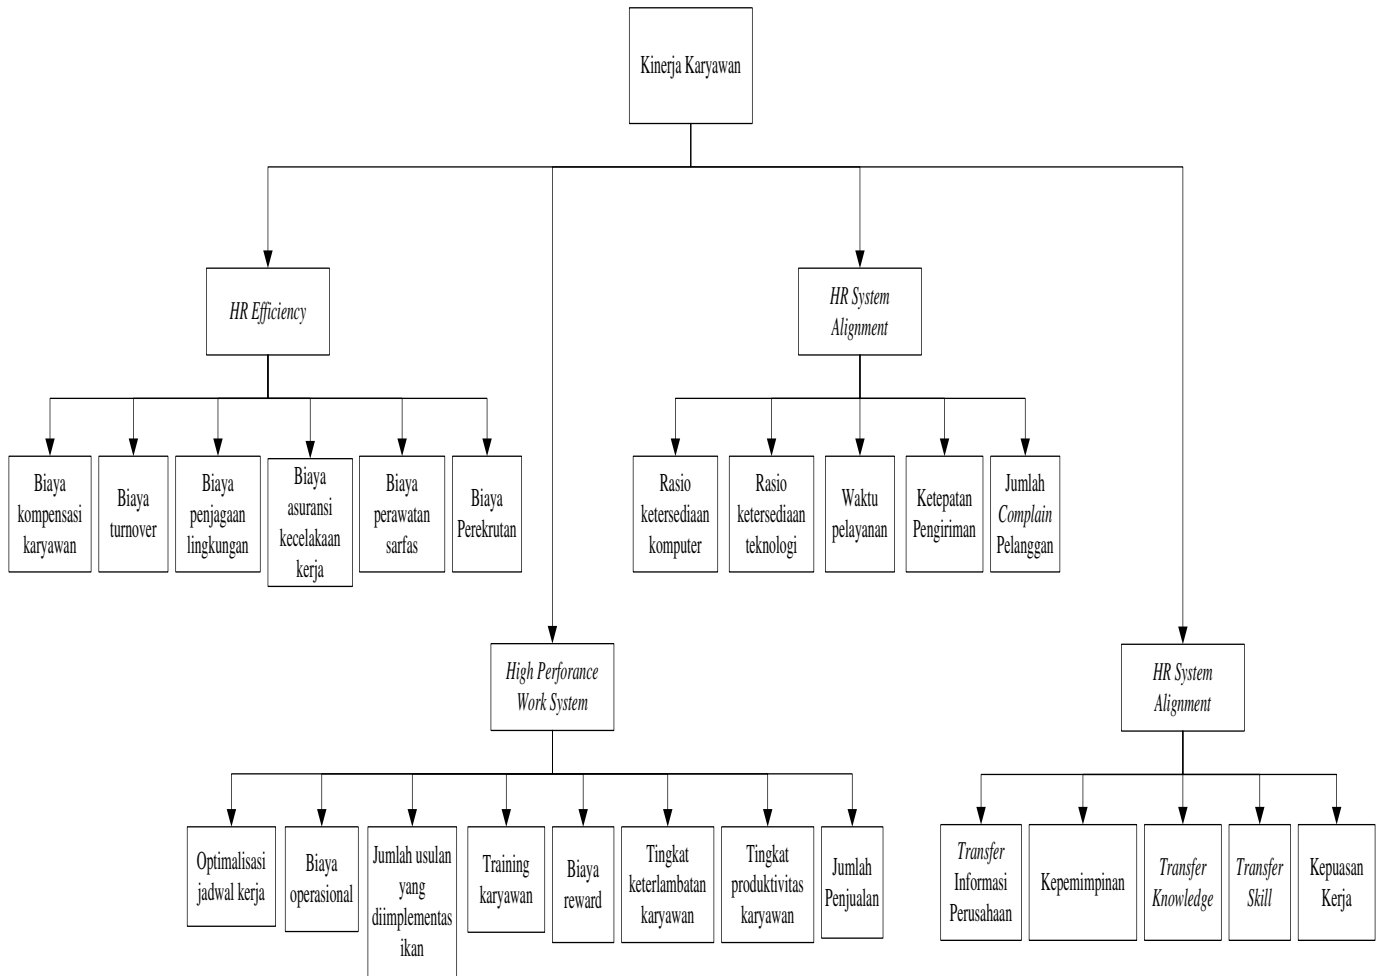 Kinerja Karyawan
HR Efficiency
HR System
Alignment
Biaya
kompensasi
karyawan
Biaya
turnover
Biaya
penjagaan
lingkungan
Biaya
asuransi
kecelakaan
kerja
Biaya
perawatan
sarfas
Biaya
Perekrutan
Rasio
ketersediaan
komputer
Rasio
ketersediaan
teknologi
Waktu
pelayanan
Ketepatan
Pengiriman
Jumlah
Complain
Pelanggan
High Perforance
Work System
HR System
Alignment
Optimalisasi
jadwal kerja
Biaya
operasional
Jumlah usulan
yang
diimplementas
ikan
Training
karyawan
Biaya
reward
Tingkat
keterlambatan
karyawan
Tingkat
produktivitas
karyawan
Jumlah
Penjualan
Transfer
Informasi
Perusahaan
Kepemimpinan
Transfer
Knowledge
Transfer
Skill
Kepuasan
Kerja